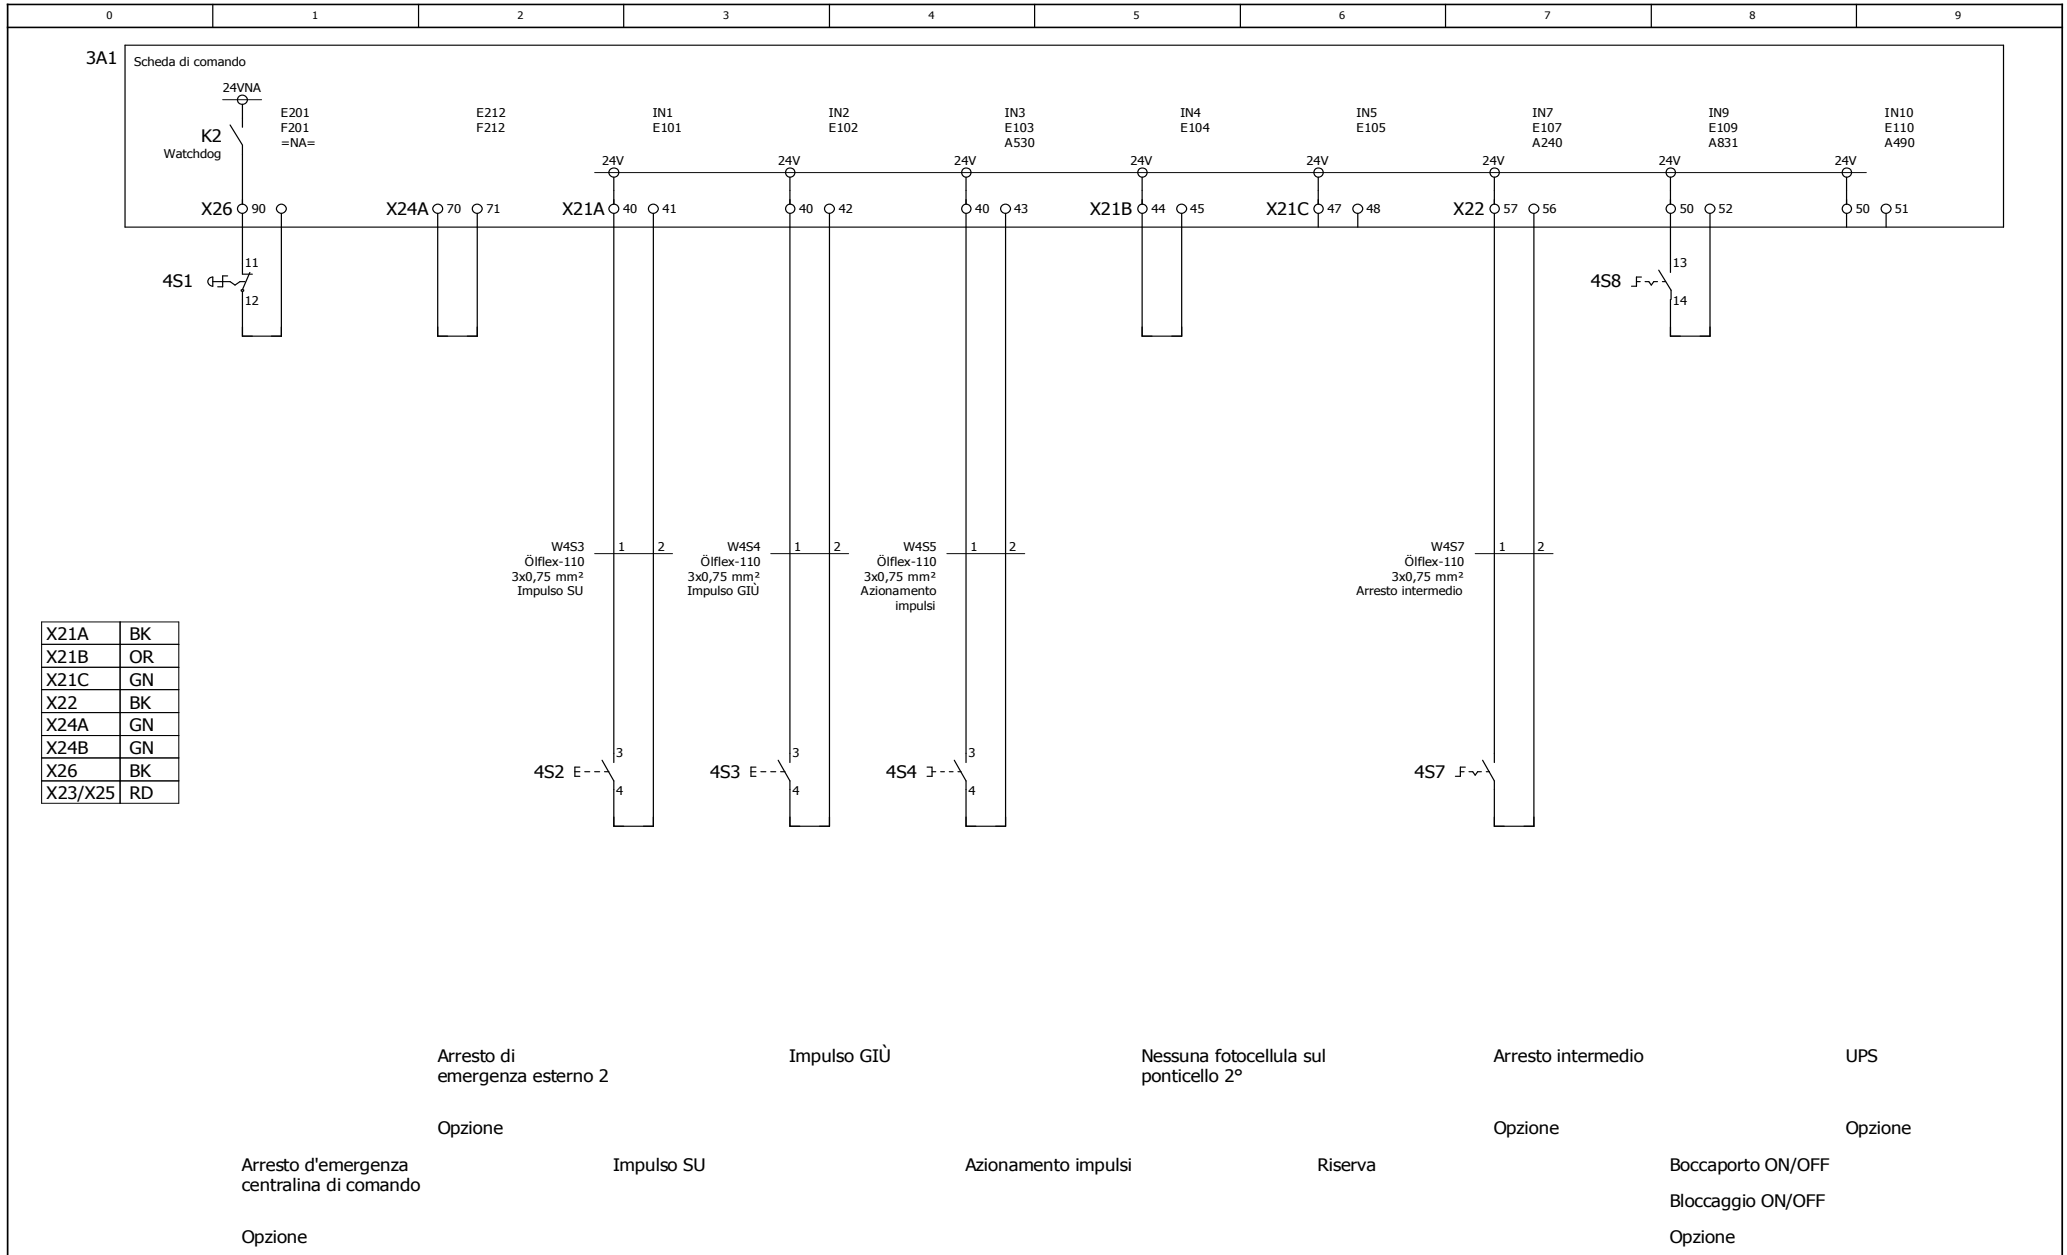 0 1 2 3 4 5 6 7 8 9
3A1
Scheda di comando
24VNA
K2
Watchdog
E201
F201
=NA=
E212
F212
IN1
E101
IN2
E102
IN3
E103
A530
IN4
E104
IN5
E105
IN7
E107
A240
IN9
E109
A831
IN10
E110
A490
24V 24V 24V 24V 24V 24V 24V 24V
X26 90 X24A 70 71 X21A 40 41 40 42 40 43 X21B 44 45 X21C 47 48 X22 57 56 50 52 50 51
11
4S1
12
13
4S8
14
W4S3 1 2
Ölflex-110
3x0,75 mm²
Impulso SU
W4S4 1 2
Ölflex-110
3x0,75 mm²
Impulso GIÙ
W4S5 1 2
Ölflex-110
3x0,75 mm²
Azionamento
impulsi
W4S7 1 2
Ölflex-110
3x0,75 mm²
Arresto intermedio
X21A BK
X21B OR
X21C GN
X22 BK
X24A GN
X24B GN
X26 BK
X23/X25 RD
3
4S2
4
3
4S3
4
3
4S4
4
4S7
Arresto di
emergenza esterno 2
Impulso GIÙ
Nessuna fotocellula sul
ponticello 2°
Arresto intermedio
UPS
Opzione
Opzione
Opzione
Arresto d'emergenza
centralina di comando
Impulso SU
Azionamento impulsi
Riserva
Boccaporto ON/OFF
Bloccaggio ON/OFF
Opzione
Opzione